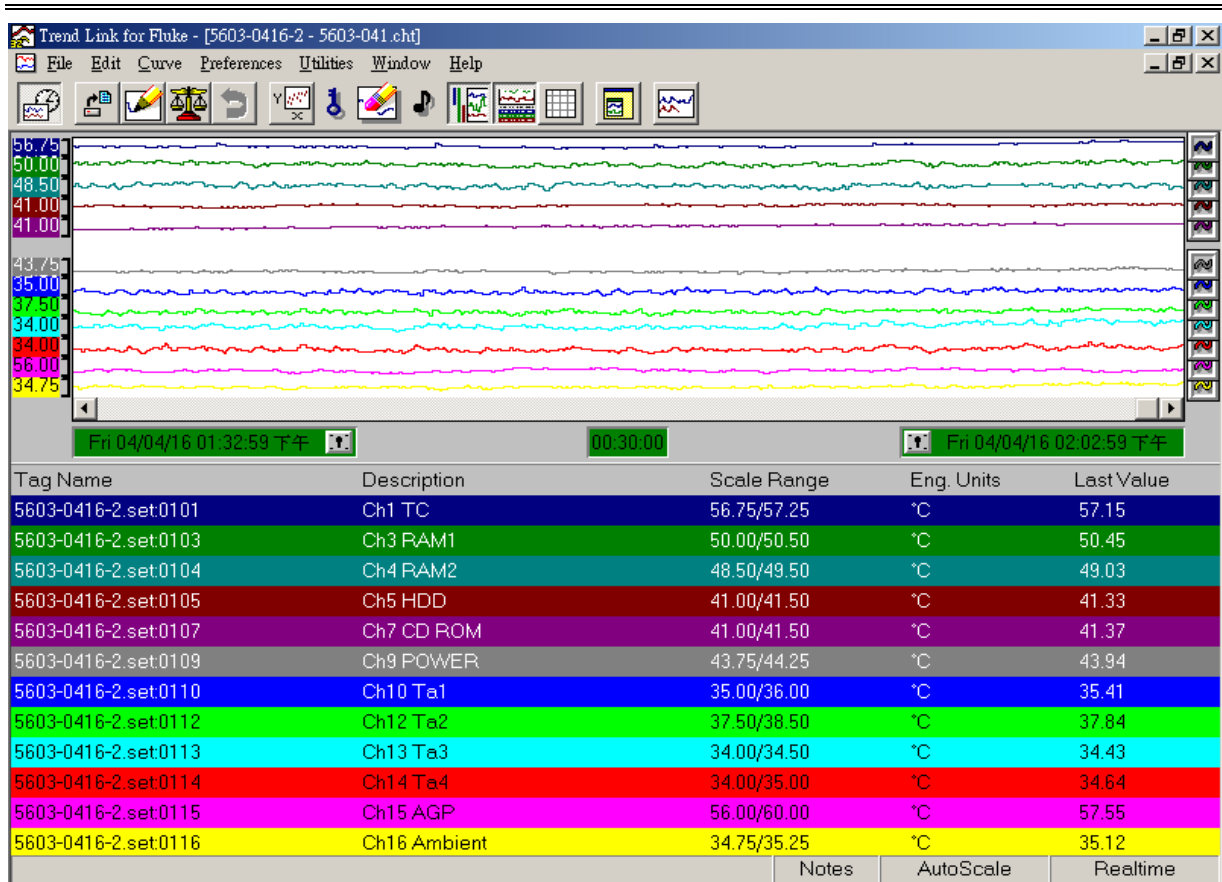 Trend Link for Fluke - [5603-0416-2 - 5603-041.cht]
File Edit Curve Preferences Utilities Window Help
56.75
50.00
48.50
41.00
41.00
43.75
35.00
37.50
34.00
34.00
56.00
34.75
Fri 04/04/16 01:32:59 下午 00:30:00 Fri 04/04/16 02:02:59 下午
Tag Name Description Scale Range Eng. Units Last Value
5603-0416-2.set:0101 Ch1 TC 56.75/57.25 °C 57.15
5603-0416-2.set:0103 Ch3 RAM1 50.00/50.50 °C 50.45
5603-0416-2.set:0104 Ch4 RAM2 48.50/49.50 °C 49.03
5603-0416-2.set:0105 Ch5 HDD 41.00/41.50 °C 41.33
5603-0416-2.set:0107 Ch7 CD ROM 41.00/41.50 °C 41.37
5603-0416-2.set:0109 Ch9 POWER 43.75/44.25 °C 43.94
5603-0416-2.set:0110 Ch10 Ta1 35.00/36.00 °C 35.41
5603-0416-2.set:0112 Ch12 Ta2 37.50/38.50 °C 37.84
5603-0416-2.set:0113 Ch13 Ta3 34.00/34.50 °C 34.43
5603-0416-2.set:0114 Ch14 Ta4 34.00/35.00 °C 34.64
5603-0416-2.set:0115 Ch15 AGP 56.00/60.00 °C 57.55
5603-0416-2.set:0116 Ch16 Ambient 34.75/35.25 °C 35.12
Notes AutoScale Realtime